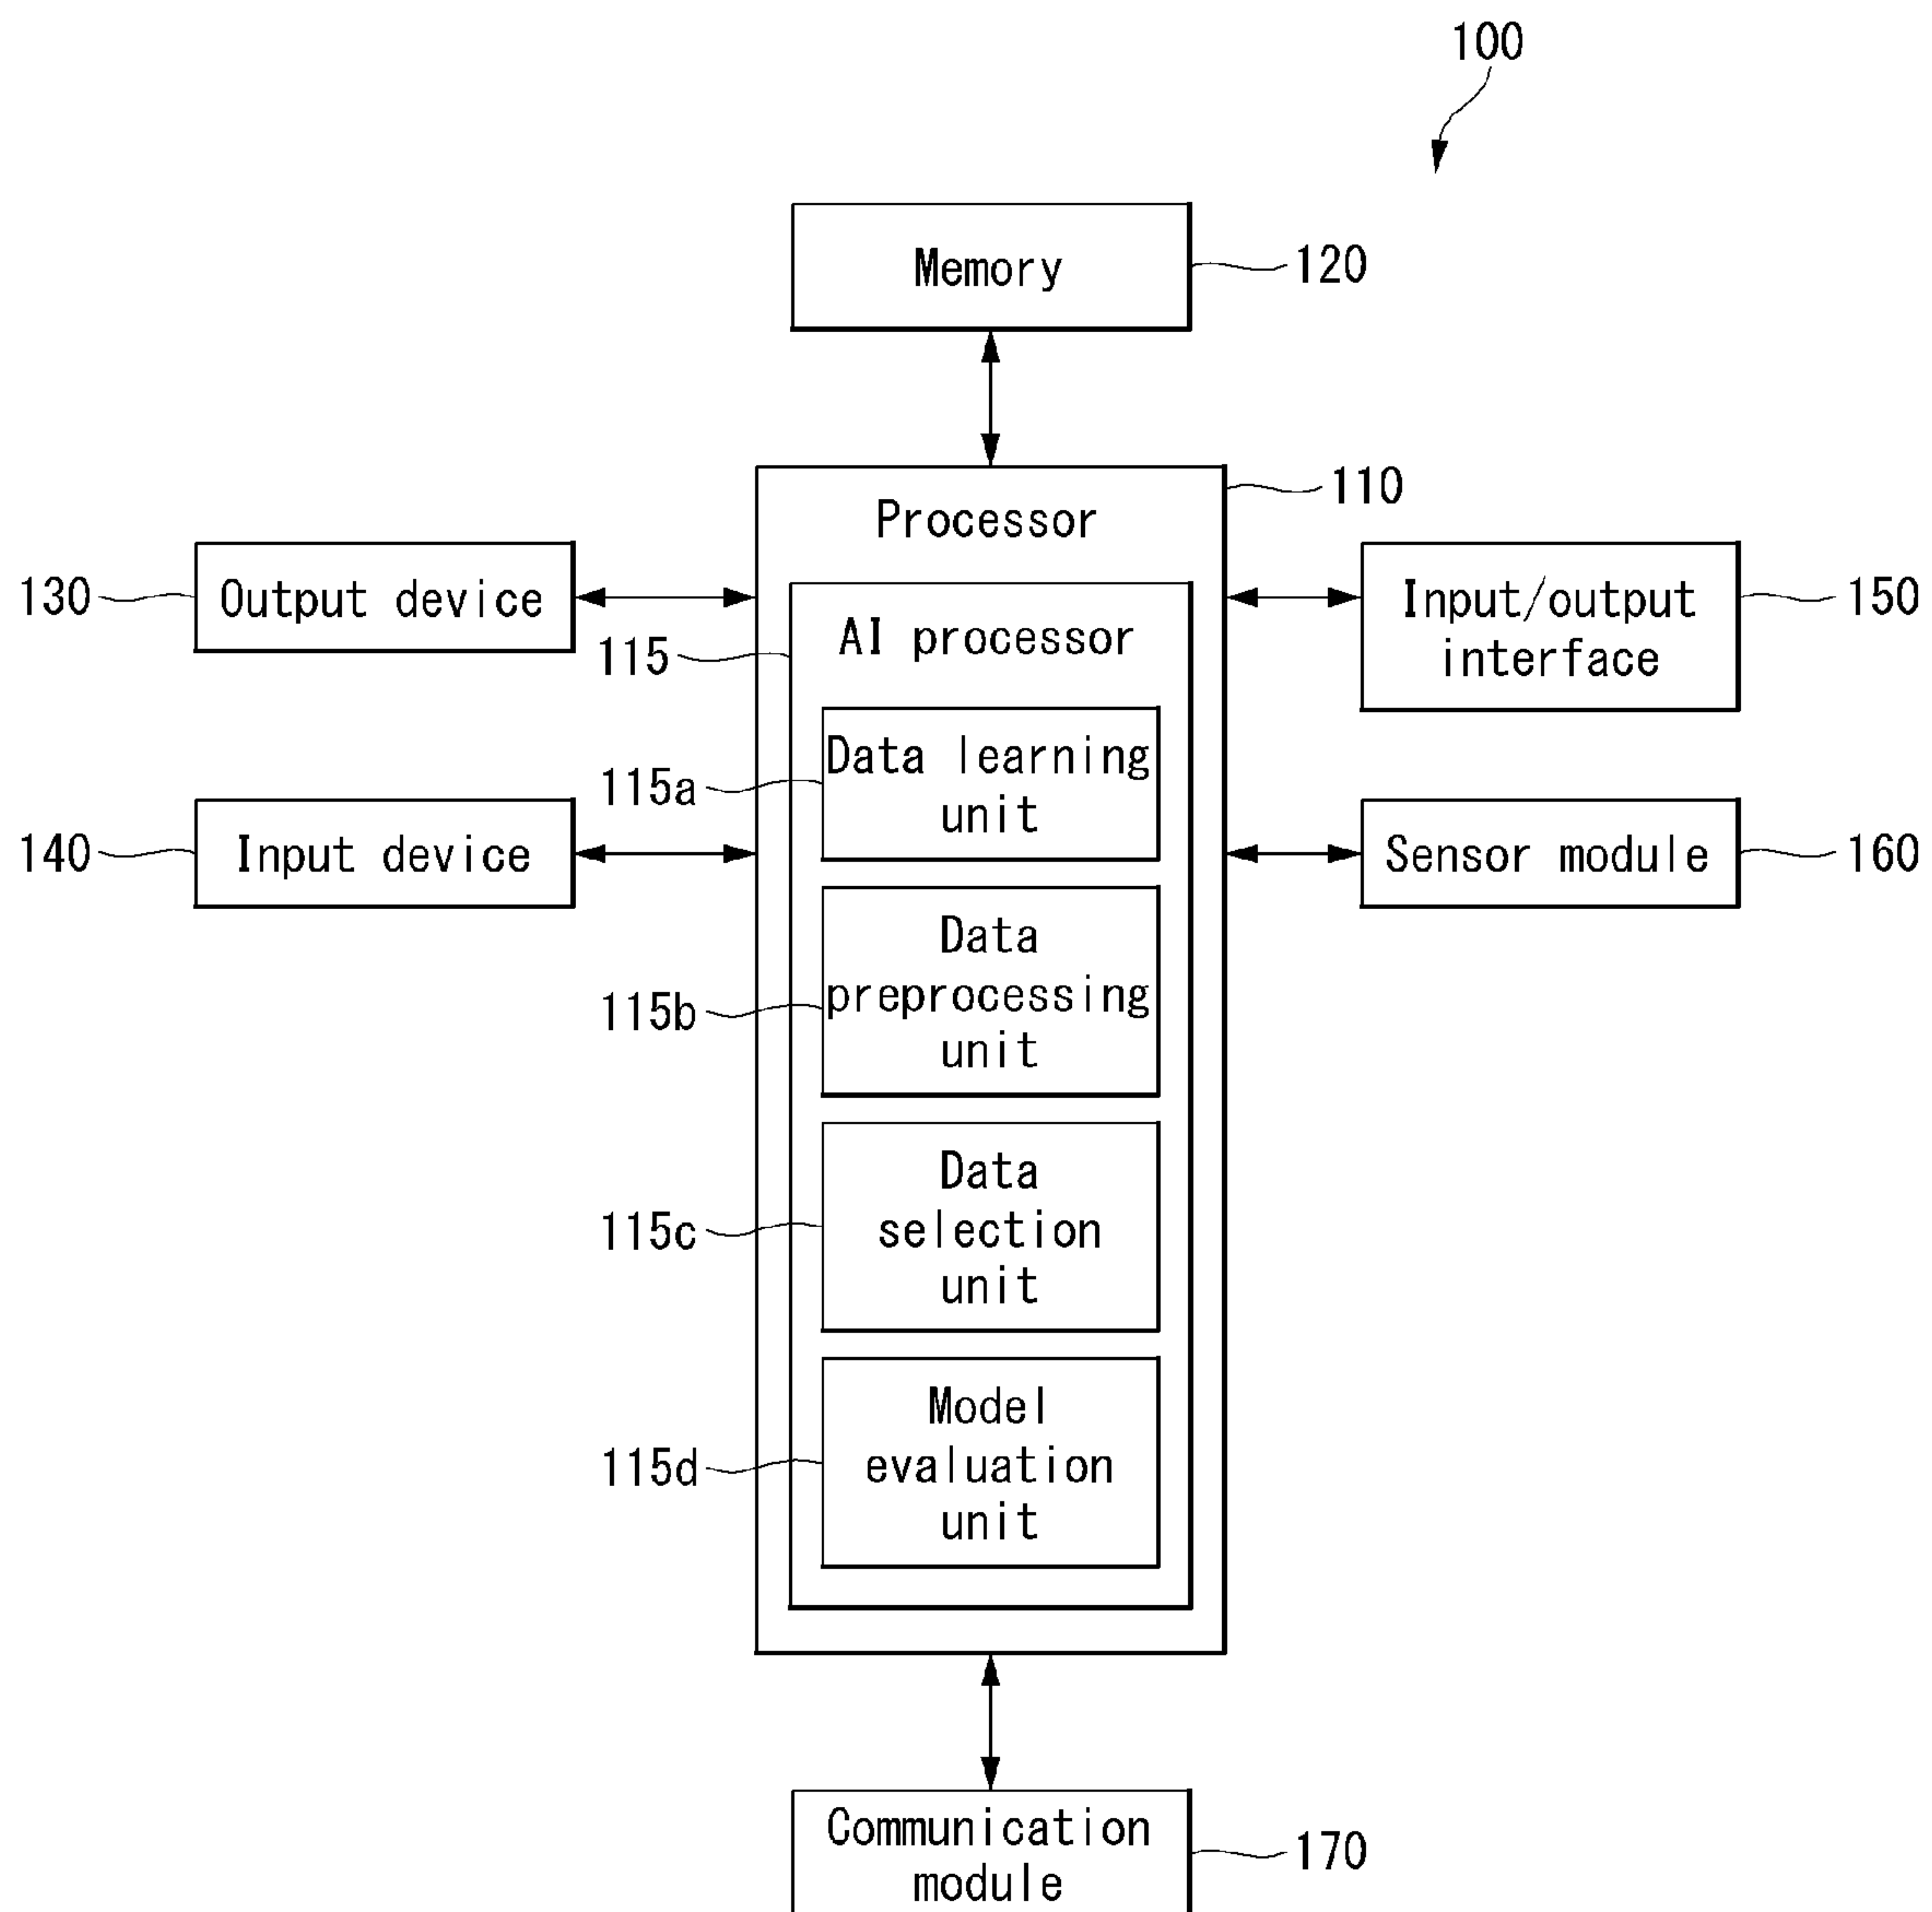 100
Memory
120
Processor
110
130
Output device
Input/output
interface
150
AI processor
115
Data learning
unit
115a
140
Input device
Sensor module
160
Data
preprocessing
unit
115b
Data
selection
unit
115c
Model
evaluation
unit
115d
Communication
module
170